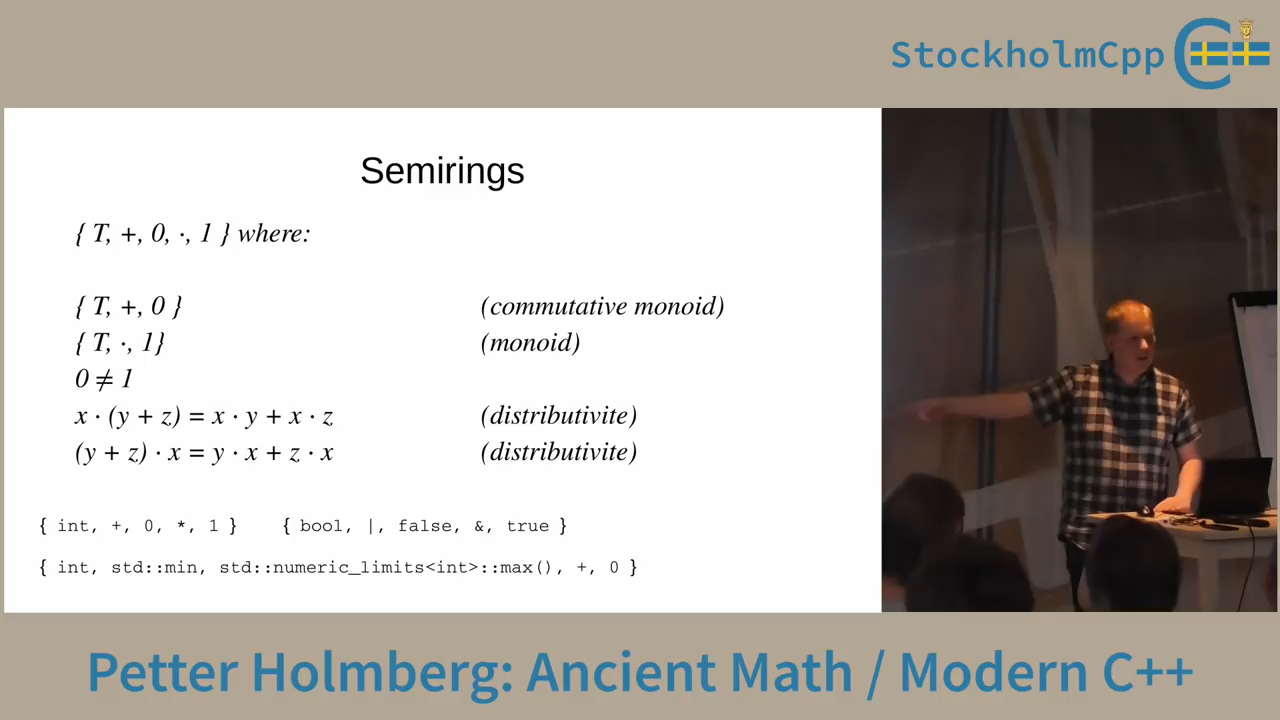 StockholmCpp
Semirings
{ T, +, 0, ·, 1 } where:
{ T, +, 0 } (commutative monoid)
{ T, ·, 1} (monoid)
0 ≠ 1
x · (y + z) = x · y + x · z (distributivite)
(y + z) · x = y · x + z · x (distributivite)
{ int, +, 0, *, 1 } { bool, |, false, &, true }
{ int, std::min, std::numeric_limits<int>::max(), +, 0 }
Petter Holmberg: Ancient Math / Modern C++